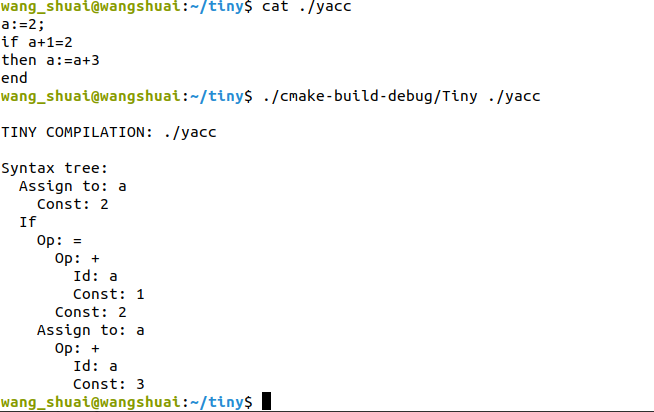 wang_shuai@wangshuai:~/tiny$ cat ./yacc
a:=2;
if a+1=2
then a:=a+3
end
wang_shuai@wangshuai:~/tiny$ ./cmake-build-debug/Tiny ./yacc

TINY COMPILATION: ./yacc

Syntax tree:
  Assign to: a
    Const: 2
  If
    Op: =
      Op: +
        Id: a
        Const: 1
      Const: 2
    Assign to: a
      Op: +
        Id: a
        Const: 3
wang_shuai@wangshuai:~/tiny$